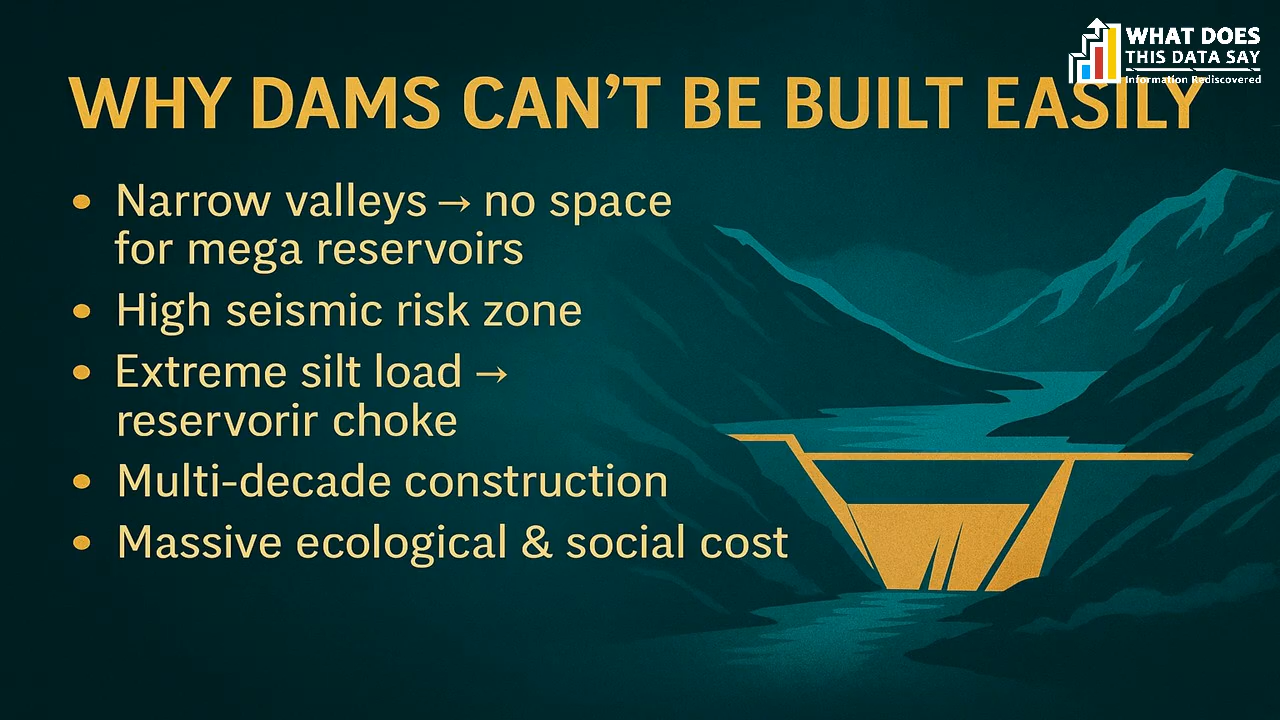 WHAT DOES
THIS DATA SAY
Information Rediscovered
WHY DAMS CAN'T BE BUILT EASILY
• Narrow valleys → no space
for mega reservoirs
• High seismic risk zone
• Extreme silt load →
reservorir choke
• Multi-decade construction
• Massive ecological & social cost